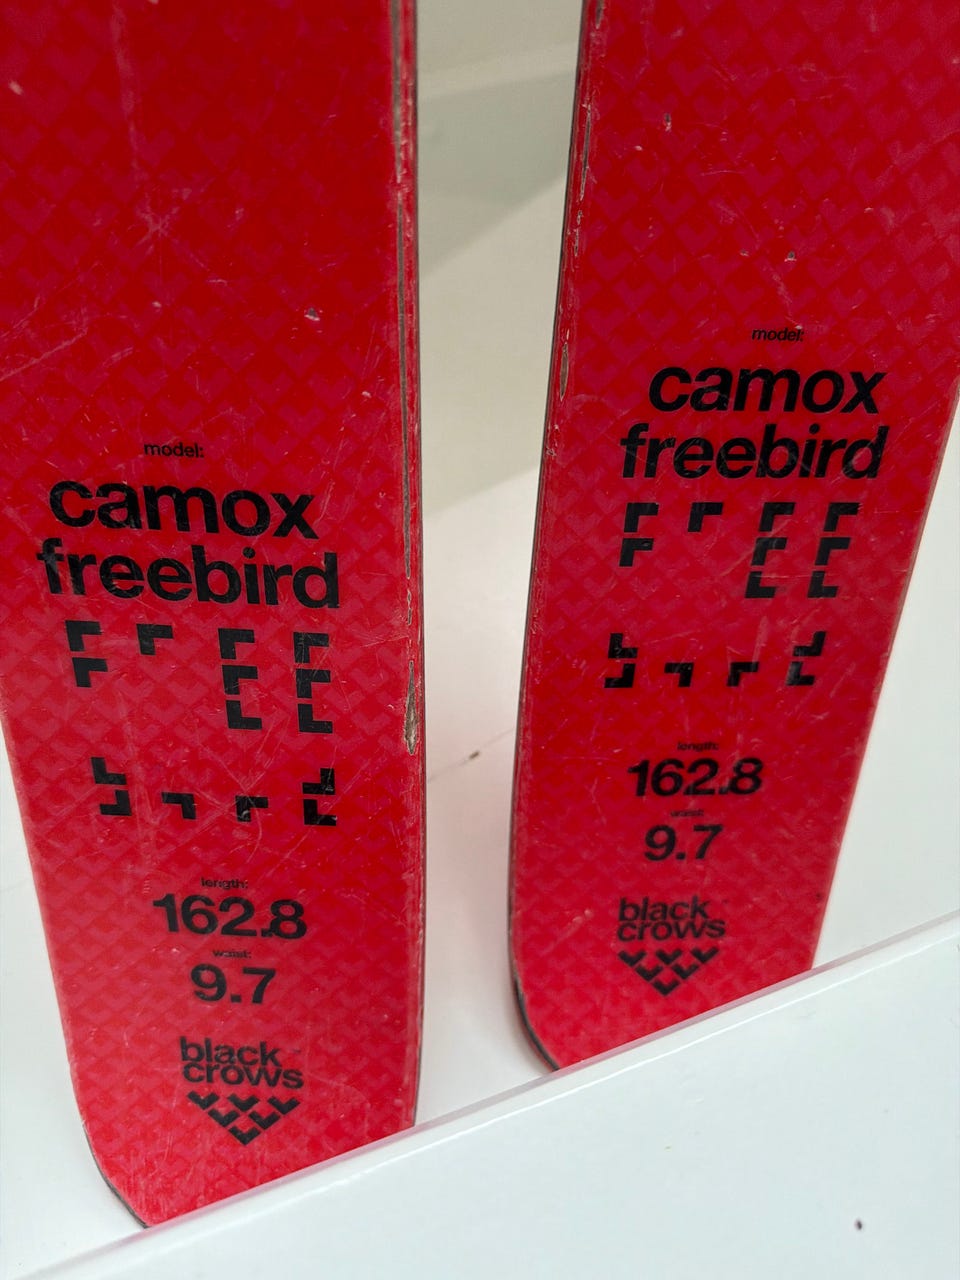 model:
camox
freebird
length:
162.8
waist:
9.7
black
crows
model:
camox
freebird
length:
162.8
waist:
9.7
black
crows